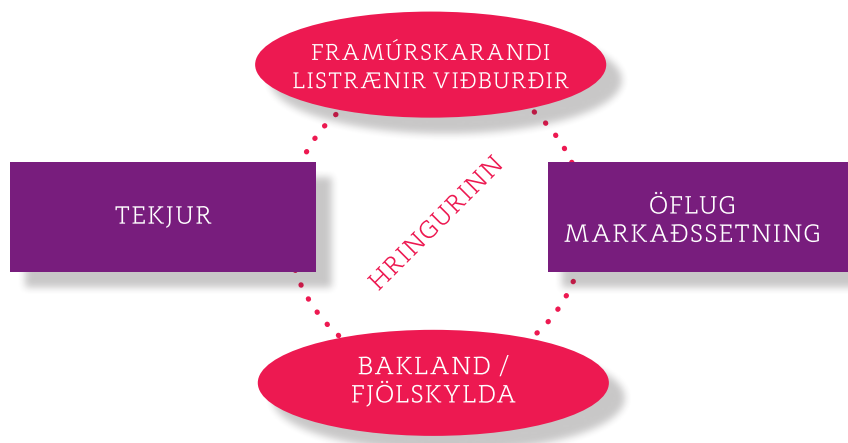 FRAMÚRSKARANDI
LISTRÆNIR VIÐBURÐIR
TEKJUR
HRINGURINN
ÖFLUG
MARKAÐSSETNING
BAKLAND /
FJÖLSKYLDA